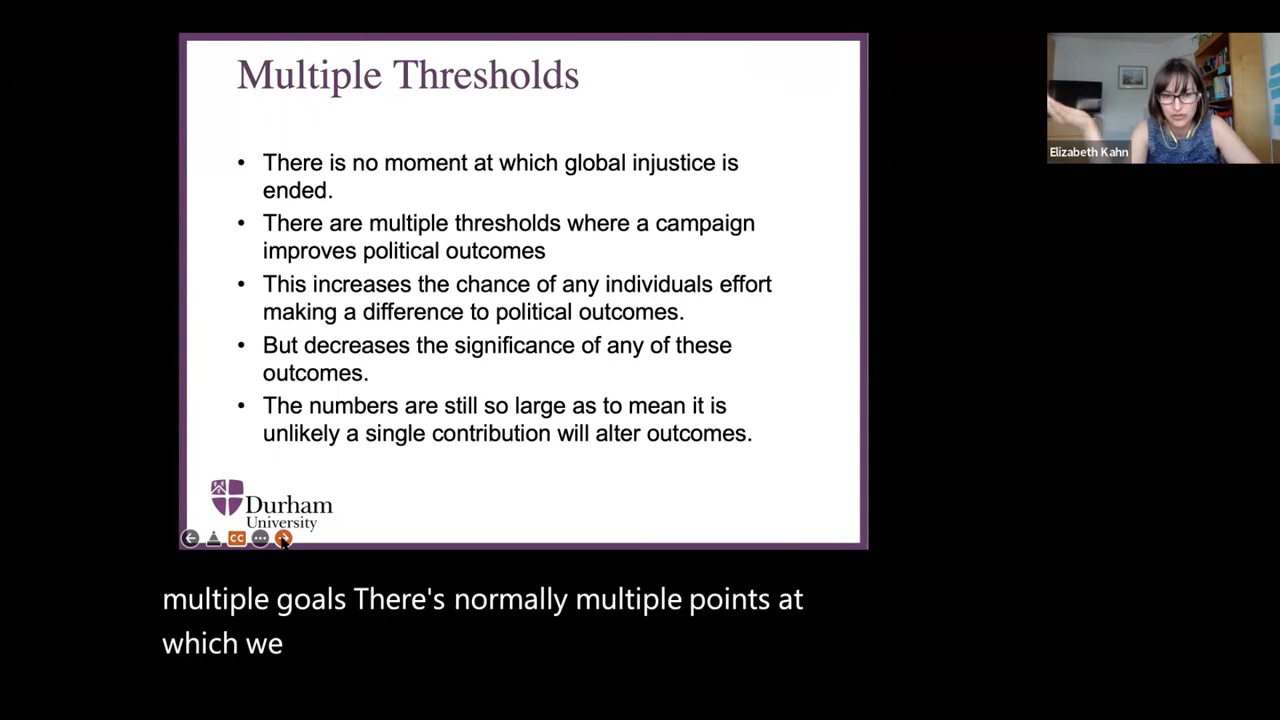 Multiple Thresholds
• There is no moment at which global injustice is
ended.
• There are multiple thresholds where a campaign
improves political outcomes
• This increases the chance of any individuals effort
making a difference to political outcomes.
• But decreases the significance of any of these
outcomes.
• The numbers are still so large as to mean it is
unlikely a single contribution will alter outcomes.
Durham
University
CC
Elizabeth Kahn
multiple goals There's normally multiple points at
which we